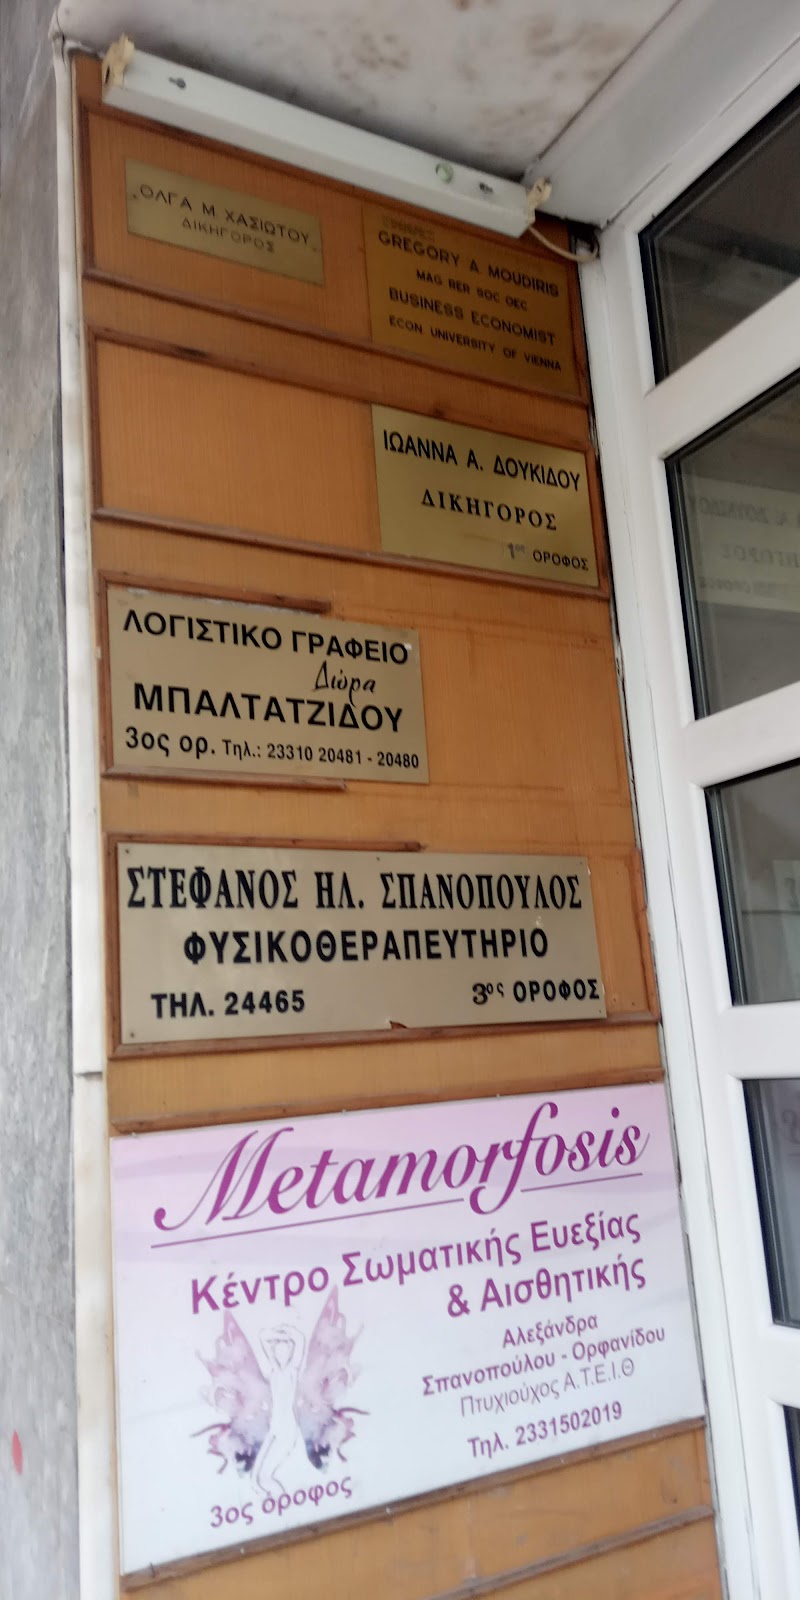 ΟΛΓΑ Μ. ΧΑΣΙΩΤΟΥ
ΔΙΚΗΓΟΡΟΣ
GREGORY A. MOUDIRIS
MAG RER SOC OEC
BUSINESS ECONOMIST
ECON UNIVERSITY OF VIENNA
ΙΩΑΝΝΑ Α. ΔΟΥΚΙΔΟΥ
ΔΙΚΗΓΟΡΟΣ
1ος ΟΡΟΦΟΣ
ΛΟΓΙΣΤΙΚΟ ΓΡΑΦΕΙΟ
Δώρα
ΜΠΑΛΤΑΤΖΙΔΟΥ
3ος ορ. Τηλ.: 23310 20481 - 20480
ΣΤΕΦΑΝΟΣ ΗΛ. ΣΠΑΝΟΠΟΥΛΟΣ
ΦΥΣΙΚΟΘΕΡΑΠΕΥΤΗΡΙΟ
ΤΗΛ. 24465 3ος ΟΡΟΦΟΣ
Metamorfosis
Κέντρο Σωματικής Ευεξίας
& Αισθητικής
Αλεξάνδρα
Σπανοπούλου - Ορφανίδου
Πτυχιούχος Α.Τ.Ε.Ι.Θ
Τηλ. 2331502019
3ος όροφος